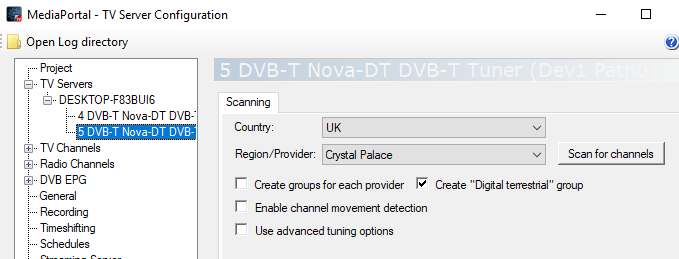 MediaPortal - TV Server Configuration
Open Log directory
Project
TV Servers
DESKTOP-F83BUI6
4 DVB-T Nova-DT DVB-
5 DVB-T Nova-DT DVB-
TV Channels
Radio Channels
DVB EPG
General
Recording
Timeshifting
Schedules
Streaming Server
5 DVB-T Nova-DT DVB-T Tuner (Dev1 Path0)
Scanning
Country: UK
Region/Provider: Crystal Palace Scan for channels
Create groups for each provider Create "Digital terrestrial" group
Enable channel movement detection
Use advanced tuning options